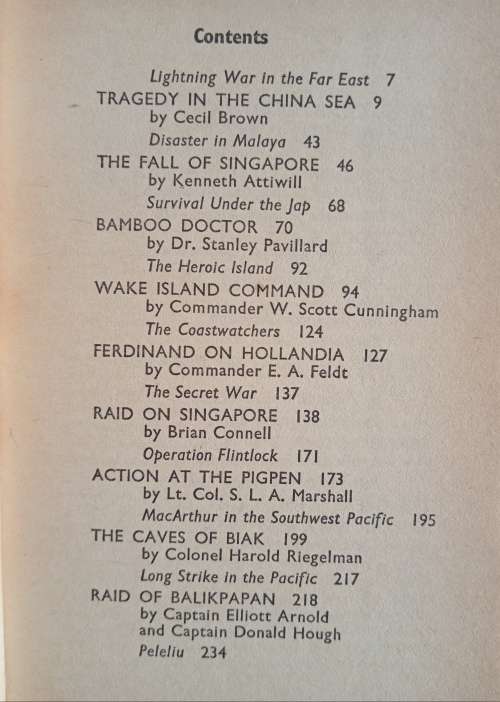 Contents
Lightning War in the Far East 7
TRAGEDY IN THE CHINA SEA 9
by Cecil Brown
Disaster in Malaya 43
THE FALL OF SINGAPORE 46
by Kenneth Attiwill
Survival Under the Jap 68
BAMBOO DOCTOR 70
by Dr. Stanley Pavillard
The Heroic Island 92
WAKE ISLAND COMMAND 94
by Commander W. Scott Cunningham
The Coastwatchers 124
FERDINAND ON HOLLANDIA 127
by Commander E. A. Feldt
The Secret War 137
RAID ON SINGAPORE 138
by Brian Connell
Operation Flintlock 171
ACTION AT THE PIGPEN 173
by Lt. Col. S. L. A. Marshall
MacArthur in the Southwest Pacific 195
THE CAVES OF BIAK 199
by Colonel Harold Riegelman
Long Strike in the Pacific 217
RAID OF BALIKPAPAN 218
by Captain Elliott Arnold
and Captain Donald Hough
Peleliu 234